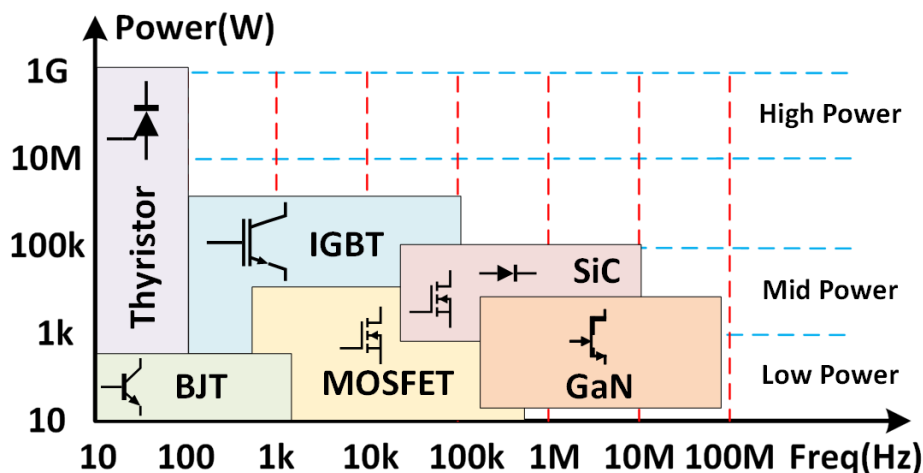 Power(W)
1G
High Power
10M
Thyristor
IGBT
100k
SiC
Mid Power
1k
BJT
MOSFET
GaN
Low Power
10
10 100 1k 10k 100k 1M 10M 100M Freq(Hz)